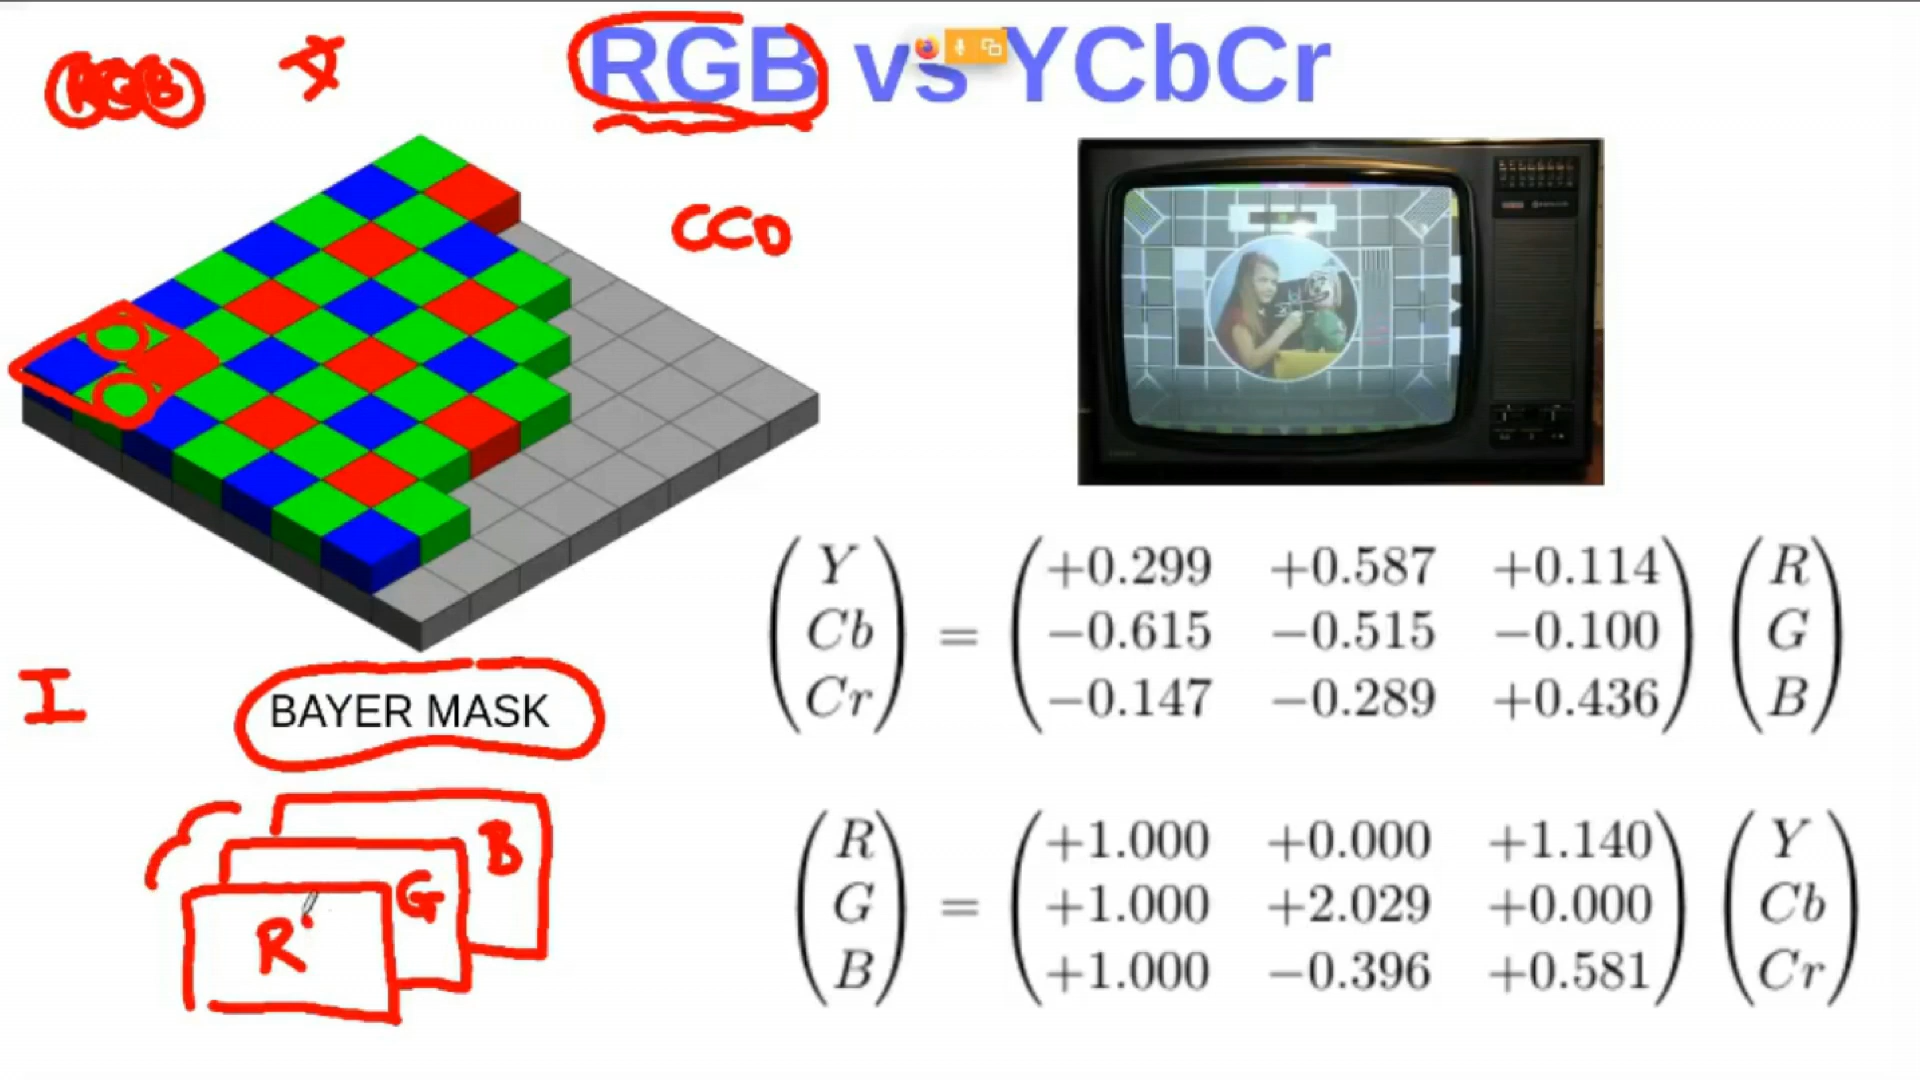 RGB vs YCbCr
RGB
CCD
I
BAYER MASK
B
G
R
( Y ) = ( +0.299 +0.587 +0.114 ) ( R )
( Cb ) = ( −0.615 −0.515 −0.100 ) ( G )
( Cr ) = ( −0.147 −0.289 +0.436 ) ( B )
( R ) = ( +1.000 +0.000 +1.140 ) ( Y )
( G ) = ( +1.000 +2.029 +0.000 ) ( Cb )
( B ) = ( +1.000 −0.396 +0.581 ) ( Cr )